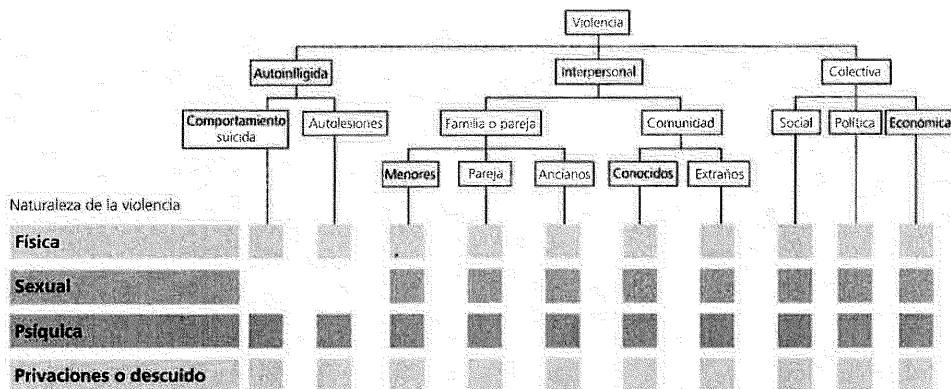 Violencia
Autoinfligida Interpersonal Colectiva
Comportamiento
suicida
Autolesiones Familia o pareja Comunidad Social Política Económica
Menores Pareja Ancianos Conocidos Extraños
Naturaleza de la violencia
Física
Sexual
Psíquica
Privaciones o descuido